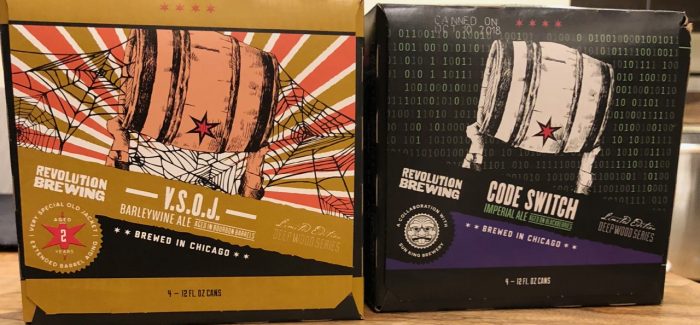 REVOLUTION
BREWING
V.S.O.J.
BARLEYWINE ALE AGED IN BOURBON BARRELS
VERY SPECIAL OLD JACKET
AGED
2
YEARS
EXTENDED BARREL AGING
BREWED IN CHICAGO
Limited Edition
DEEP WOOD SERIES
4 — 12 FL. OZ CANS
CANNED ON
2018
REVOLUTION
BREWING
CODE SWITCH
IMPERIAL ALE AGED IN
A COLLABORATION WITH
SUN KING BREWERY
BREWED IN CHICAGO
Limited Edition
DEEP WOOD SERIES
4 — 12 FL. OZ CANS